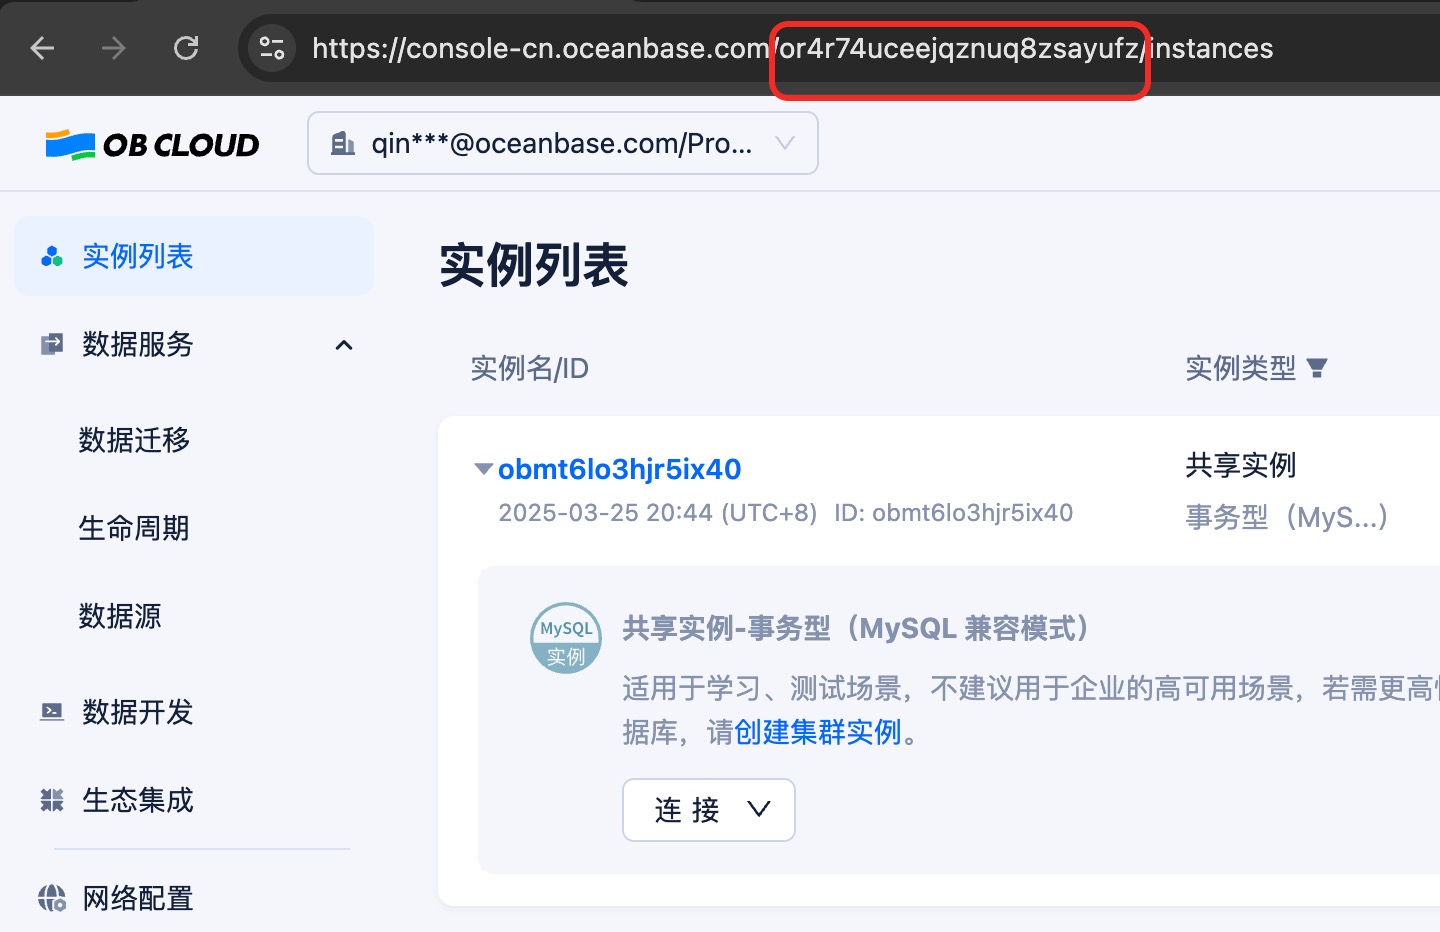 https://console-cn.oceanbase.com/or4r74uceejqznuq8zsayufz/instances
OB CLOUD
qin***@oceanbase.com/Pro...
实例列表
数据服务
数据迁移
生命周期
数据源
数据开发
生态集成
网络配置
实例列表
实例名/ID
实例类型
obmt6lo3hjr5ix40
2025-03-25 20:44 (UTC+8) ID: obmt6lo3hjr5ix40
共享实例
事务型（MyS...）
MySQL
实例
共享实例-事务型（MySQL 兼容模式）
适用于学习、测试场景，不建议用于企业的高可用场景，若需更高
据库，请创建集群实例。
连 接